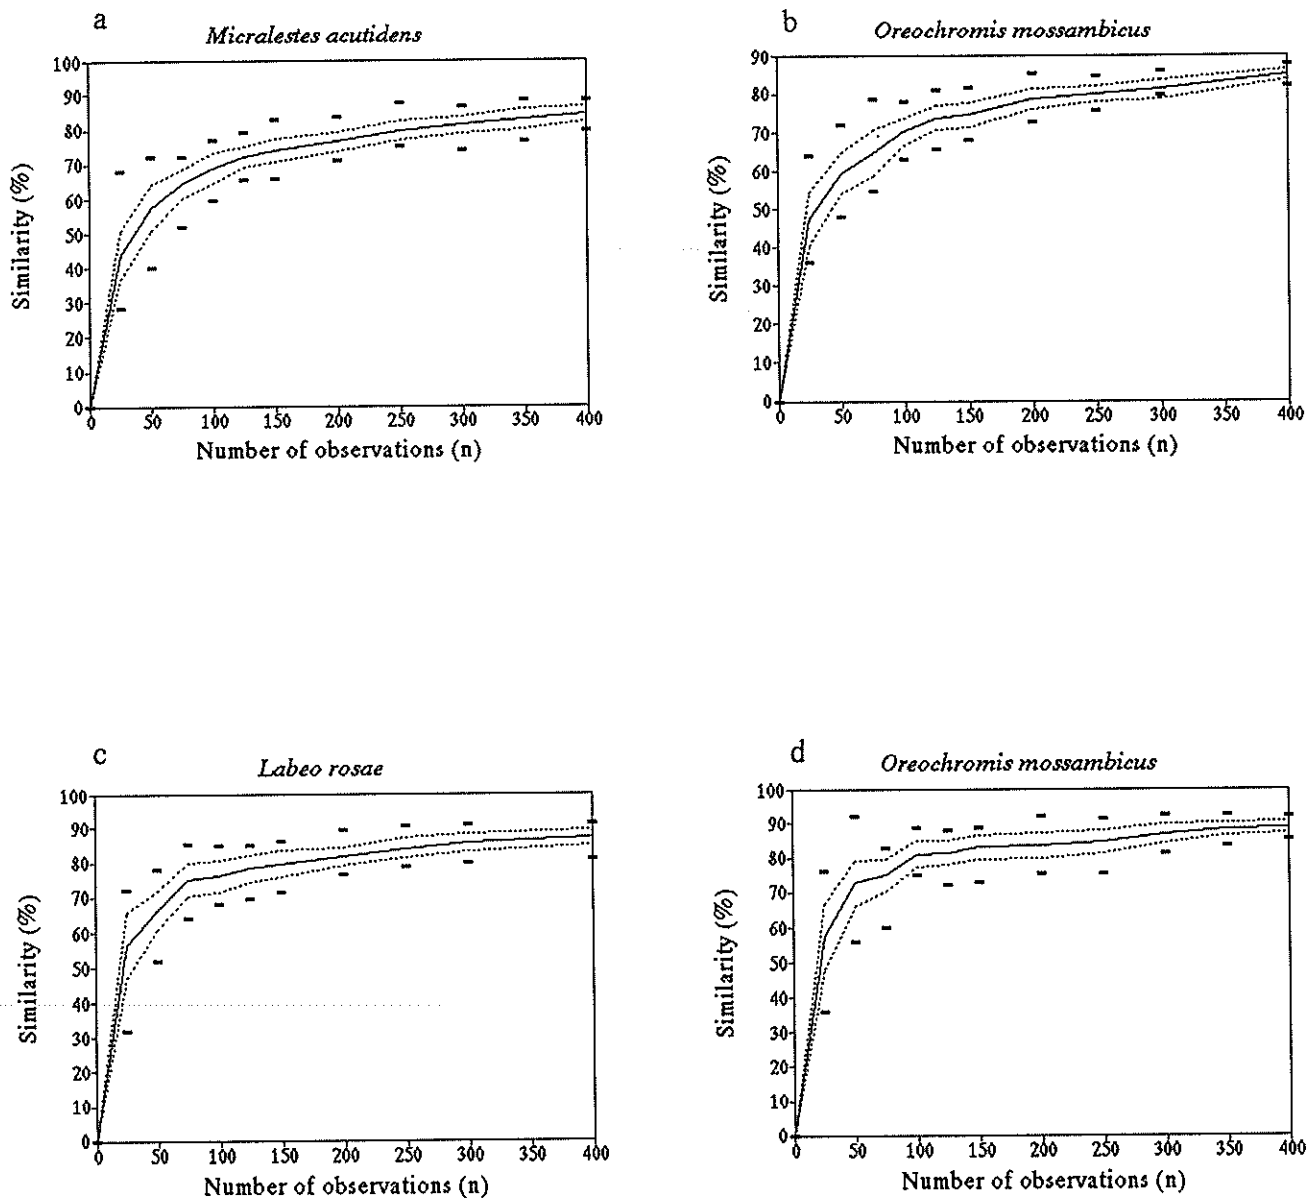 a
Micralestes acutidens
100
90
80
70
60
50
40
30
20
10
0
Similarity (%)
0 50 100 150 200 250 300 350 400
Number of observations (n)
b
Oreochromis mossambicus
90
80
70
60
50
40
30
20
10
0
Similarity (%)
0 50 100 150 200 250 300 350 400
Number of observations (n)
c
Labeo rosae
100
90
80
70
60
50
40
30
20
10
0
Similarity (%)
0 50 100 150 200 250 300 350 400
Number of observations (n)
d
Oreochromis mossambicus
100
90
80
70
60
50
40
30
20
10
0
Similarity (%)
0 50 100 150 200 250 300 350 400
Number of observations (n)